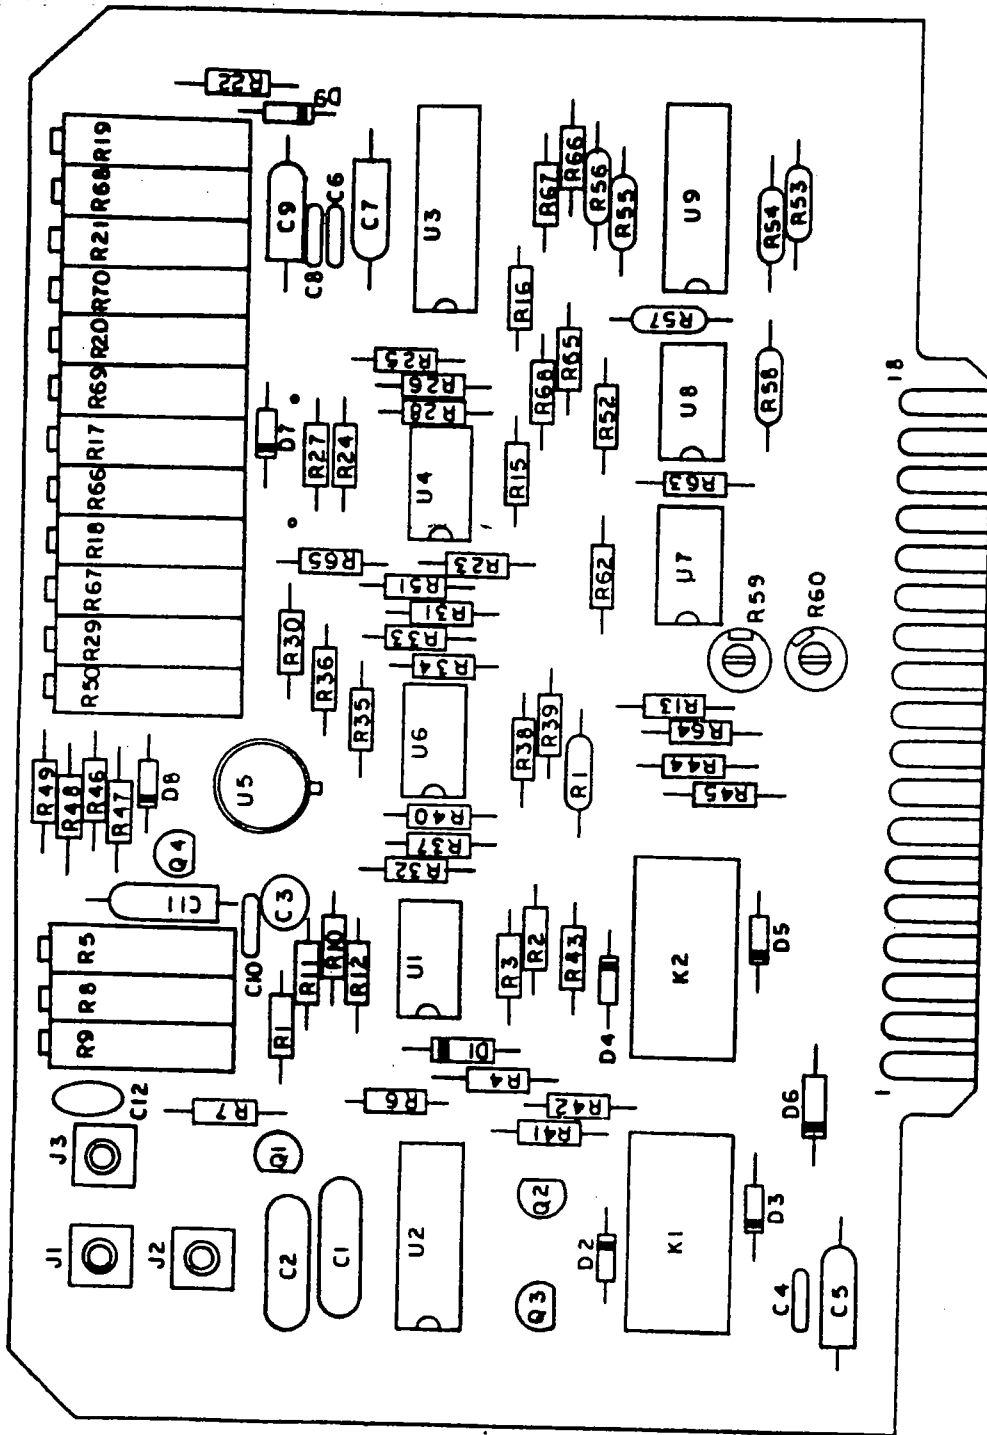 R22
D9
R19
R68
R21
R70
R20
R69
R17
R66
R18
R67
R29
R50
C9
C8
C6
C7
U3
R67
R66
R56
R55
U9
R54
R53
R16
R57
R25
R26
R28
R68
R65
R52
U8
R58
18
D7
R27
R24
U4
R15
R63
R65
R23
R51
R31
R33
R34
R62
U7
R59
R60
R30
R36
R35
U6
R38
R39
R1
R13
R64
R44
R45
R49
R48
R46
R47
D8
U5
Q4
R40
R37
R32
C11
C3
C10
R5
R8
R9
R11
R10
R12
R1
U1
R3
R2
R43
D4
K2
D5
D1
R4
R6
R42
R41
D6
1
C12
R7
J3
Q1
J1
J2
C2
C1
U2
Q2
Q3
D2
K1
D3
C4
C5